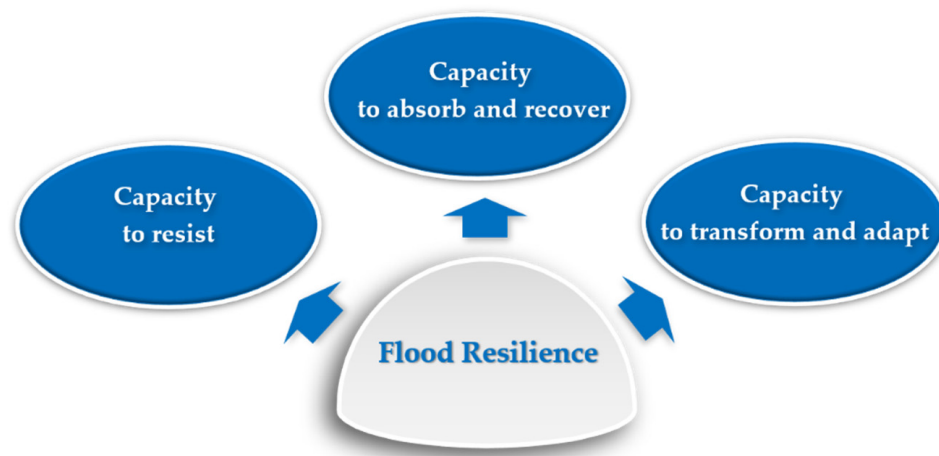 Capacity
to absorb and recover
Capacity
to resist
Capacity
to transform and adapt
Flood Resilience